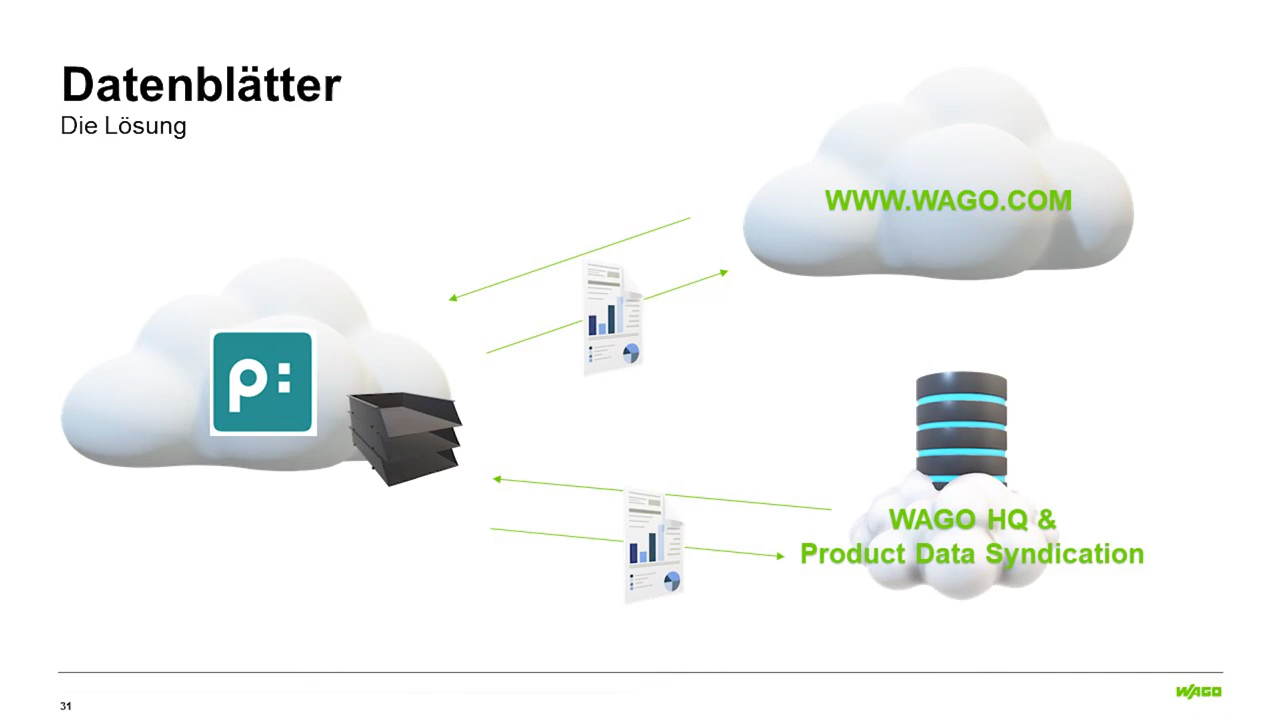 Datenblätter
Die Lösung
WWW.WAGO.COM
p:
WAGO HQ &
Product Data Syndication
31
WAGO